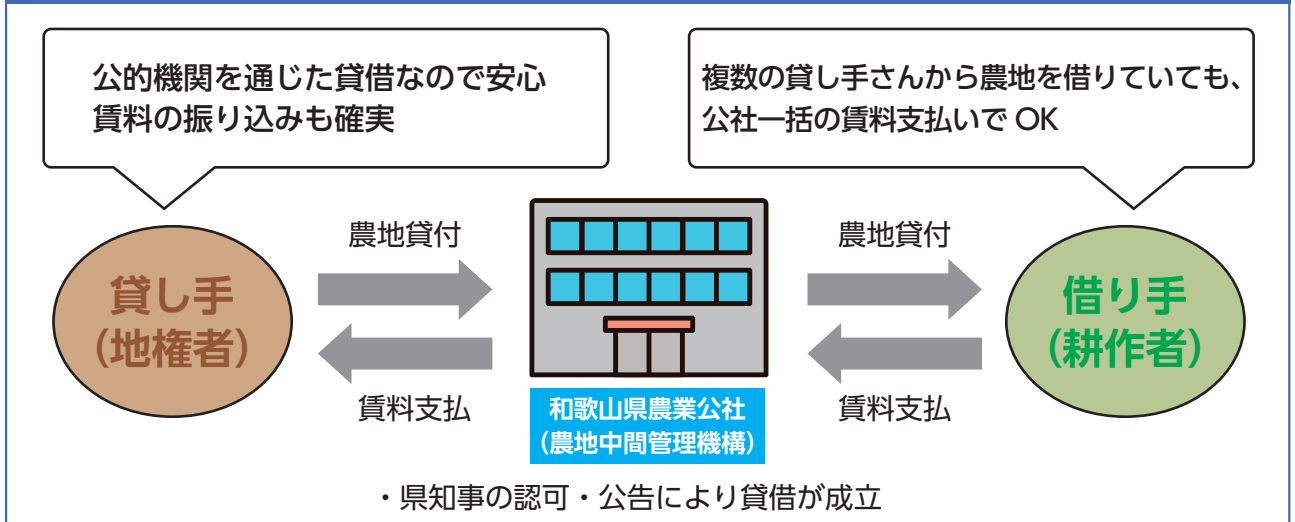 公的機関を通じた貸借なので安心
賃料の振り込みも確実
複数の貸し手さんから農地を借りていても、
公社一括の賃料支払いで OK
農地貸付
農地貸付
貸し手
（地権者）
借り手
（耕作者）
賃料支払
賃料支払
和歌山県農業公社
（農地中間管理機構）
・県知事の認可・公告により貸借が成立